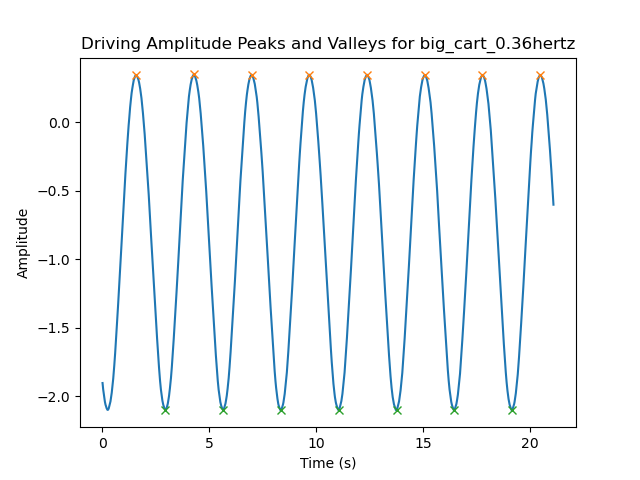 Driving Amplitude Peaks and Valleys for big_cart_0.36hertz
0.0
−0.5
−1.0
−1.5
−2.0
Amplitude
0 5 10 15 20
Time (s)